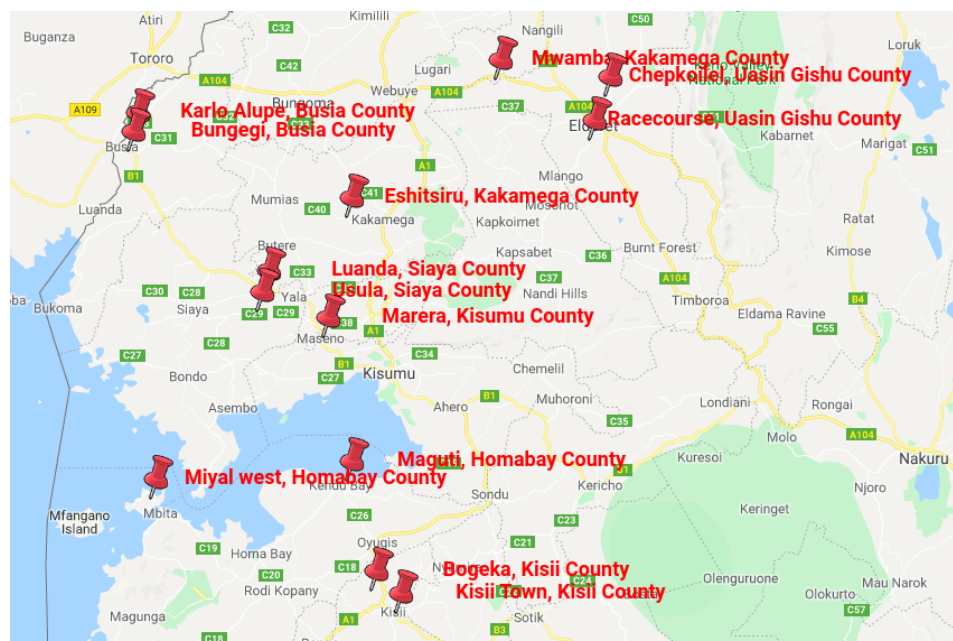 Atiri
C32
Kimilili
Nangili
Buganza
Tororo
C42
Lugari
Mwamba, Kakamega County
Loruk
A104
Webuye
A104
Chepkoilel, Uasin Gishu County
National Park
A109
Bungoma
C37
Karlo Alupe, Busia County
Racecourse, Uasin Gishu County
C31
Bungegi, Busia County
Eldoret
Kabarnet
Marigat
C51
Busia
A1
B1
Mlango
Luanda
Mumias
C41
Eshitsiru, Kakamega County
C40
Kakamega
Kapkoimet
Ratat
Butere
Kapsabet
C36
Burnt Forest
Kimose
C33
Luanda, Siaya County
C37
A104
Bukoma
C30
C28
Yala
Usula, Siaya County
Nandi Hills
Timboroa
B4
Siaya
C29
C29
Marera, Kisumu County
Eldama Ravine
C38
A1
C55
Maseno
C28
C27
B1
C34
Chemelil
Bondo
C27
Kisumu
Asembo
Ahero
B1
Muhoroni
Londiani
Rongai
C35
Molo
A104
Maguti, Homabay County
J1
Kuresoi
Nakuru
Miyal west, Homabay County
Kendu Bay
Kericho
Njoro
Mbita
Sondu
Mfangano
Island
C26
C23
Keringet
Oyugis
C19
Homa Bay
C21
C18
Bogeka, Kisii County
C20
C24
Olenguruone
Mau Narok
Rodi Kopany
Kisii Town, Kisii County
Olokurto
Magunga
A1
Kisii
Sotik
C57
C18
B3